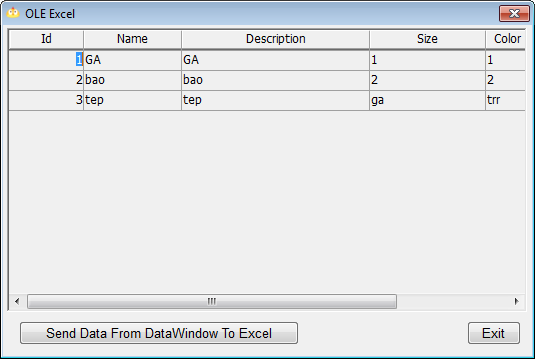 OLE Excel
Id Name Description Size Color
1 GA GA 1 1
2 bao bao 2 2
3 tep tep ga trr
Send Data From DataWindow To Excel Exit